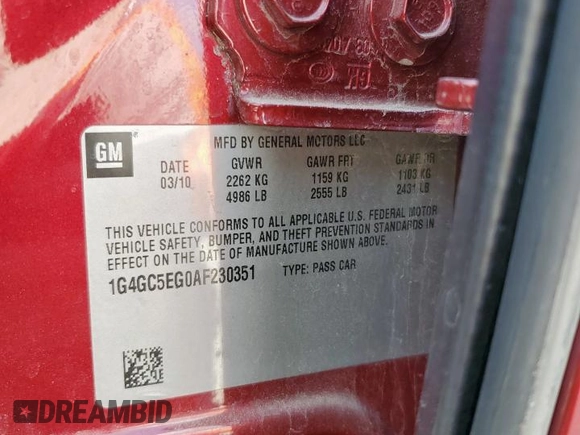 GM
MFD BY GENERAL MOTORS LLC
DATE GVWR GAWR FRT GAWR RR
03/10 2262 KG 1159 KG 1103 KG
4986 LB 2555 LB 2431 LB
THIS VEHICLE CONFORMS TO ALL APPLICABLE U.S. FEDERAL MOTOR
VEHICLE SAFETY, BUMPER, AND THEFT PREVENTION STANDARDS IN
EFFECT ON THE DATE OF MANUFACTURE SHOWN ABOVE.
1G4GC5EG0AF230351 TYPE: PASS CAR
DREAMBID